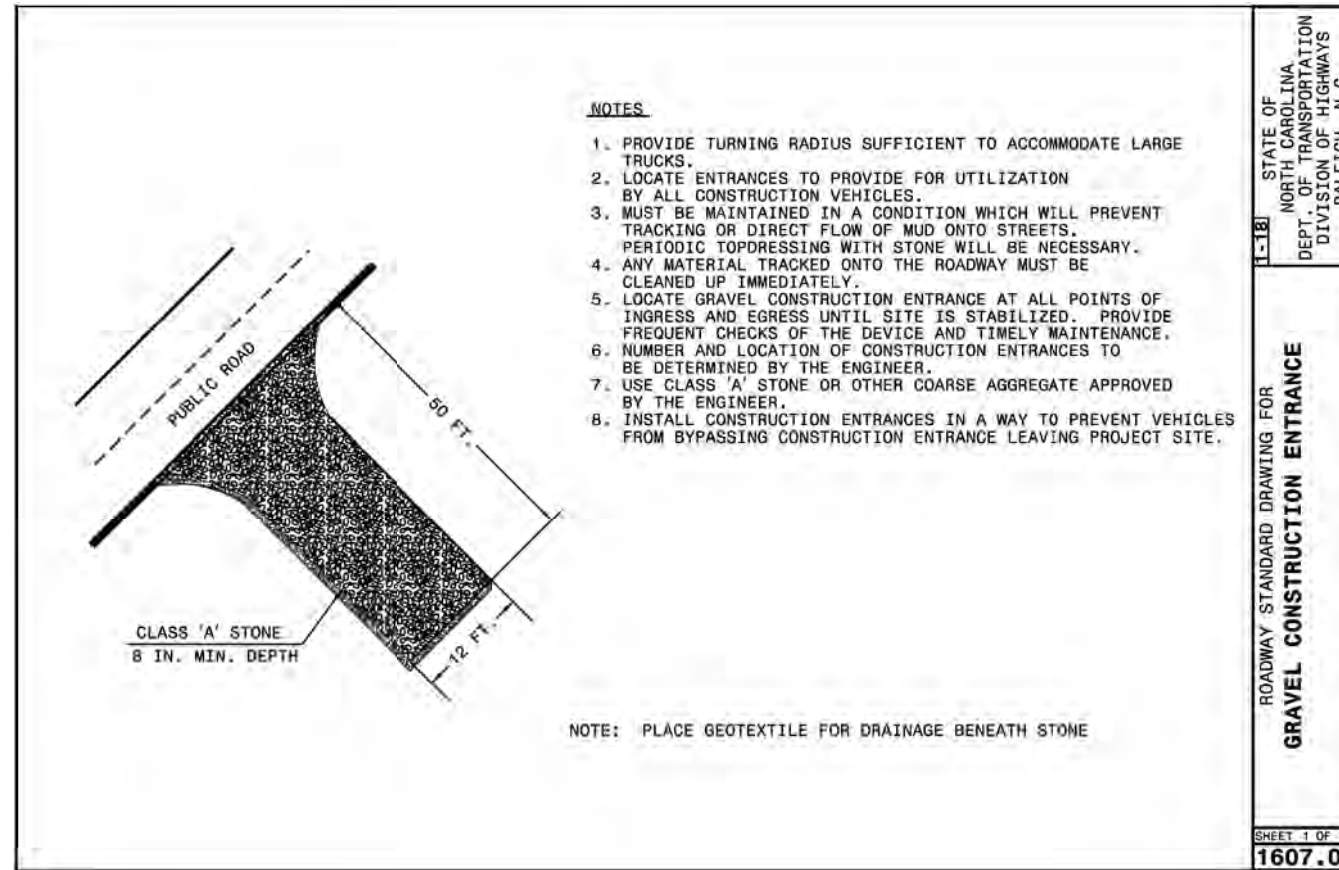 NOTES
1. PROVIDE TURNING RADIUS SUFFICIENT TO ACCOMMODATE LARGE
TRUCKS.
2. LOCATE ENTRANCES TO PROVIDE FOR UTILIZATION
BY ALL CONSTRUCTION VEHICLES.
3. MUST BE MAINTAINED IN A CONDITION WHICH WILL PREVENT
TRACKING OR DIRECT FLOW OF MUD ONTO STREETS.
PERIODIC TOPDRESSING WITH STONE WILL BE NECESSARY.
4. ANY MATERIAL TRACKED ONTO THE ROADWAY MUST BE
CLEANED UP IMMEDIATELY.
5. LOCATE GRAVEL CONSTRUCTION ENTRANCE AT ALL POINTS OF
INGRESS AND EGRESS UNTIL SITE IS STABILIZED. PROVIDE
FREQUENT CHECKS OF THE DEVICE AND TIMELY MAINTENANCE.
6. NUMBER AND LOCATION OF CONSTRUCTION ENTRANCES TO
BE DETERMINED BY THE ENGINEER.
7. USE CLASS 'A' STONE OR OTHER COARSE AGGREGATE APPROVED
BY THE ENGINEER.
8. INSTALL CONSTRUCTION ENTRANCES IN A WAY TO PREVENT VEHICLES
FROM BYPASSING CONSTRUCTION ENTRANCE LEAVING PROJECT SITE.
PUBLIC ROAD
50 FT.
12 FT.
CLASS 'A' STONE
8 IN. MIN. DEPTH
NOTE: PLACE GEOTEXTILE FOR DRAINAGE BENEATH STONE
1-18
STATE OF
NORTH CAROLINA
DEPT. OF TRANSPORTATION
DIVISION OF HIGHWAYS
ROADWAY STANDARD DRAWING FOR
GRAVEL CONSTRUCTION ENTRANCE
SHEET 1 OF
1607.0